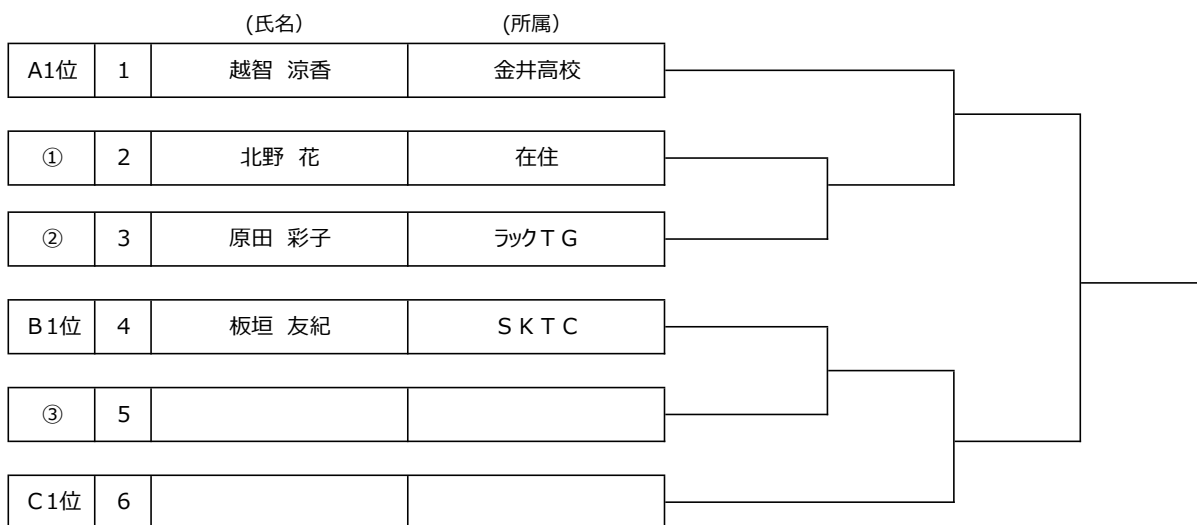 (氏名） (所属）
A1位 1 越智 涼香 金井高校
① 2 北野 花 在住
② 3 原田 彩子 ラックＴＧ
Ｂ1位 4 板垣 友紀 ＳＫＴＣ
③ 5
Ｃ1位 6